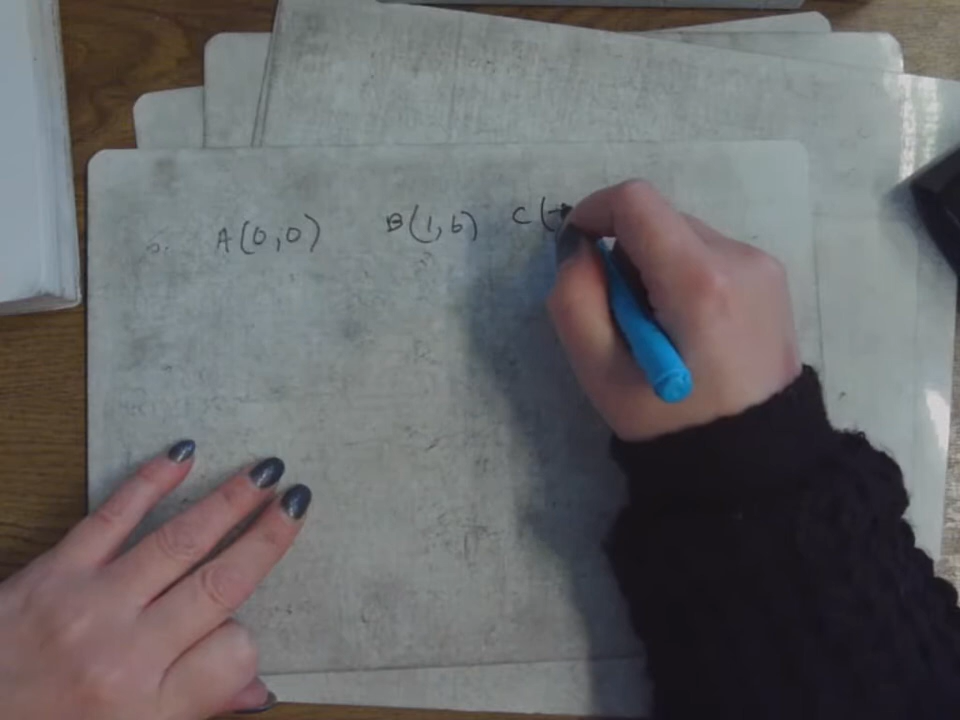 a. A(0,0) B(1,6) C(-